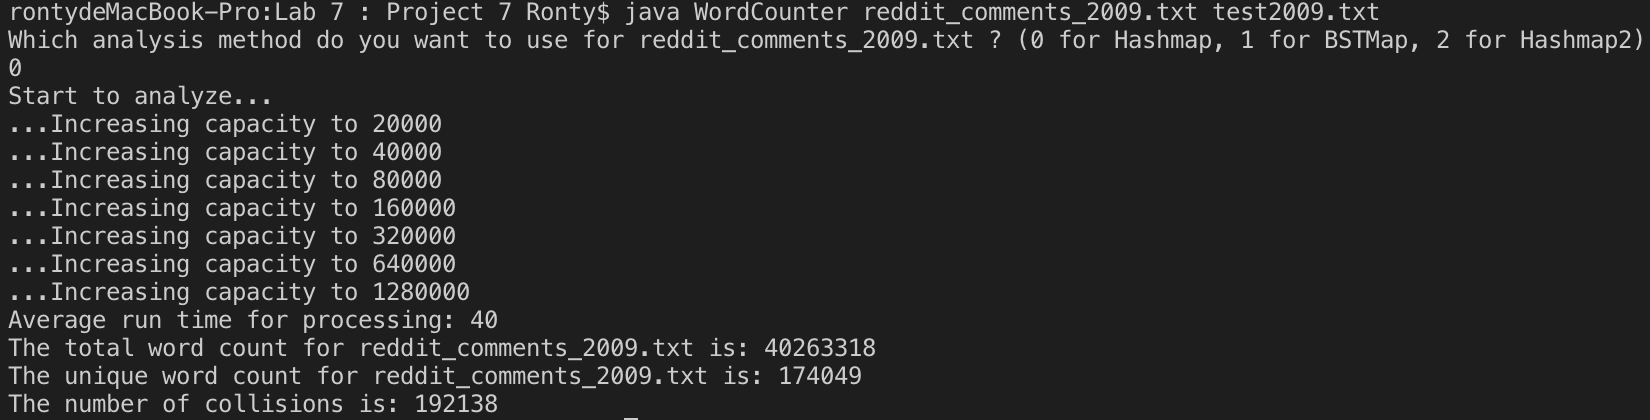 rontydeMacBook-Pro:Lab 7 : Project 7 Ronty$ java WordCounter reddit_comments_2009.txt test2009.txt
Which analysis method do you want to use for reddit_comments_2009.txt ? (0 for Hashmap, 1 for BSTMap, 2 for Hashmap2)
0
Start to analyze...
...Increasing capacity to 20000
...Increasing capacity to 40000
...Increasing capacity to 80000
...Increasing capacity to 160000
...Increasing capacity to 320000
...Increasing capacity to 640000
...Increasing capacity to 1280000
Average run time for processing: 40
The total word count for reddit_comments_2009.txt is: 40263318
The unique word count for reddit_comments_2009.txt is: 174049
The number of collisions is: 192138